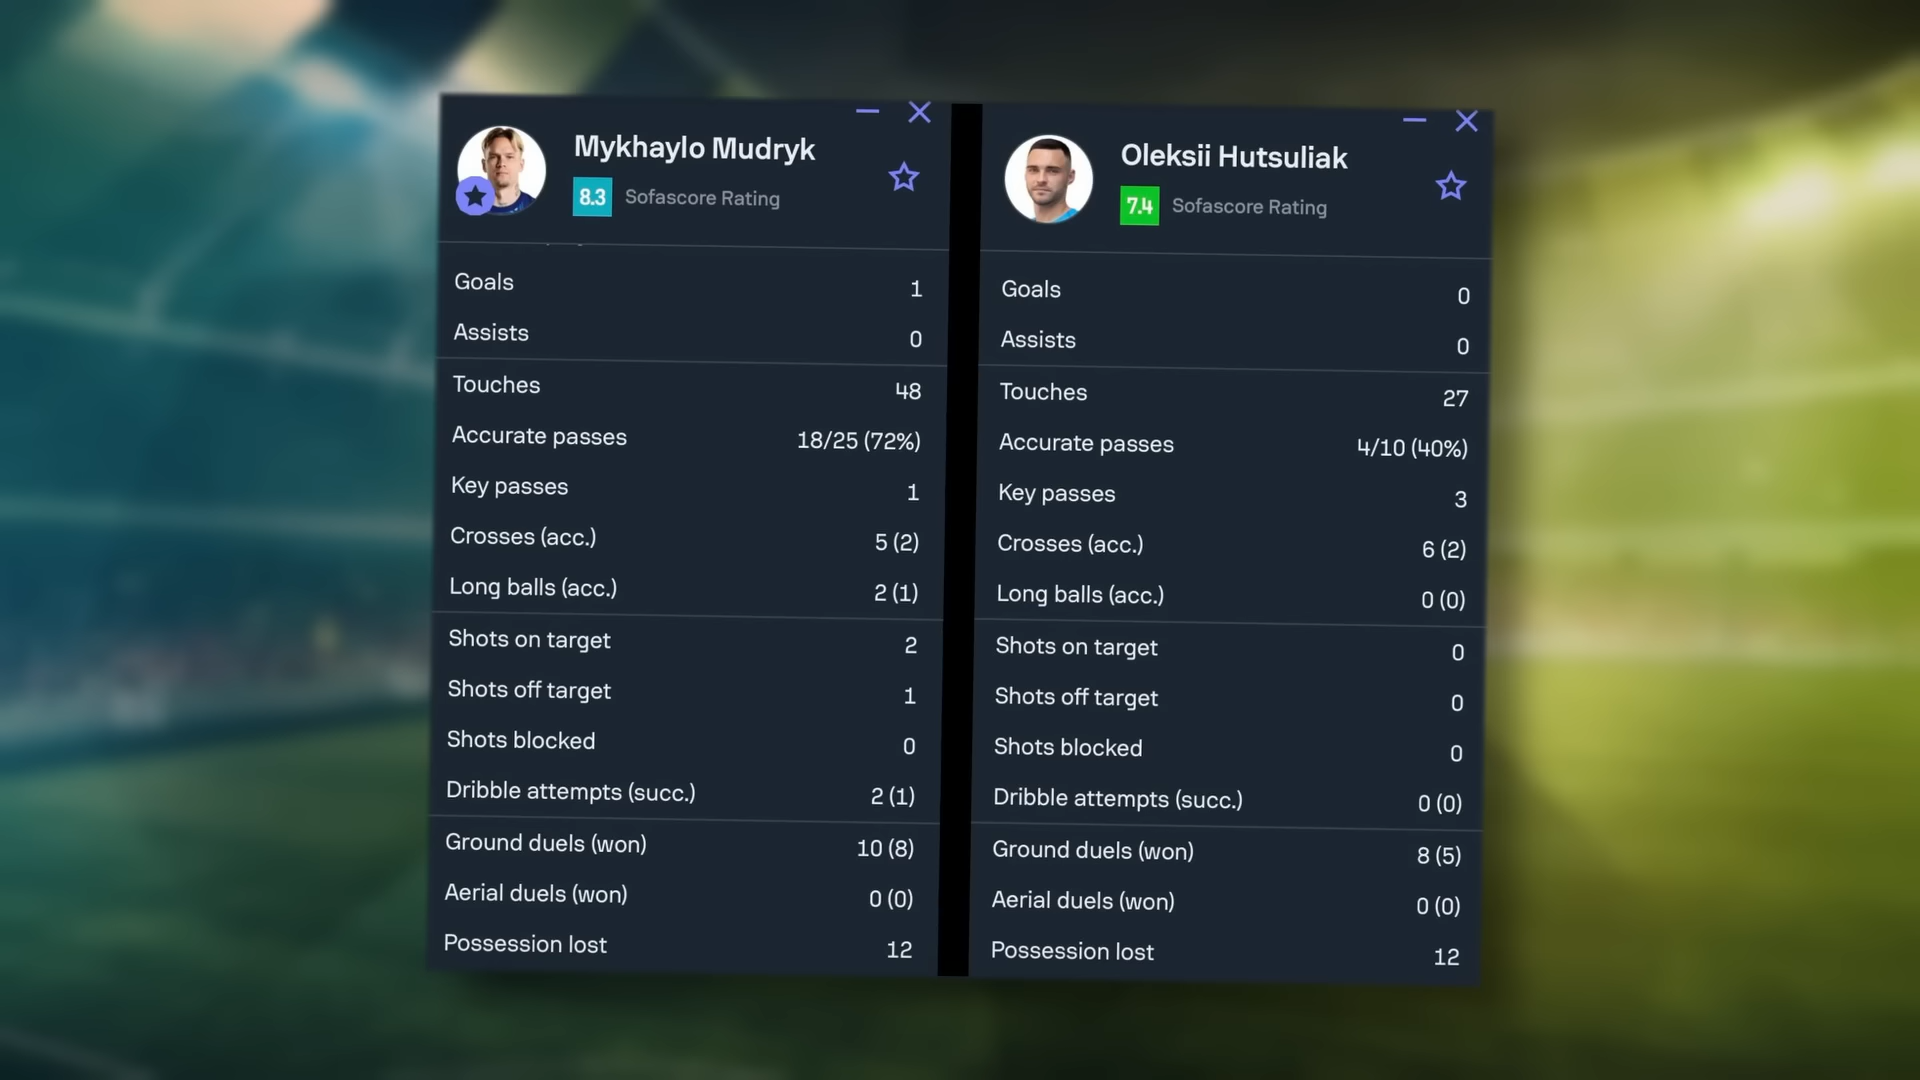 Mykhaylo Mudryk
8.3 Sofascore Rating
Goals 1
Assists 0
Touches 48
Accurate passes 18/25 (72%)
Key passes 1
Crosses (acc.) 5 (2)
Long balls (acc.) 2 (1)
Shots on target 2
Shots off target 1
Shots blocked 0
Dribble attempts (succ.) 2 (1)
Ground duels (won) 10 (8)
Aerial duels (won) 0 (0)
Possession lost 12
Oleksii Hutsuliak
7.4 Sofascore Rating
Goals 0
Assists 0
Touches 27
Accurate passes 4/10 (40%)
Key passes 3
Crosses (acc.) 6 (2)
Long balls (acc.) 0 (0)
Shots on target 0
Shots off target 0
Shots blocked 0
Dribble attempts (succ.) 0 (0)
Ground duels (won) 8 (5)
Aerial duels (won) 0 (0)
Possession lost 12